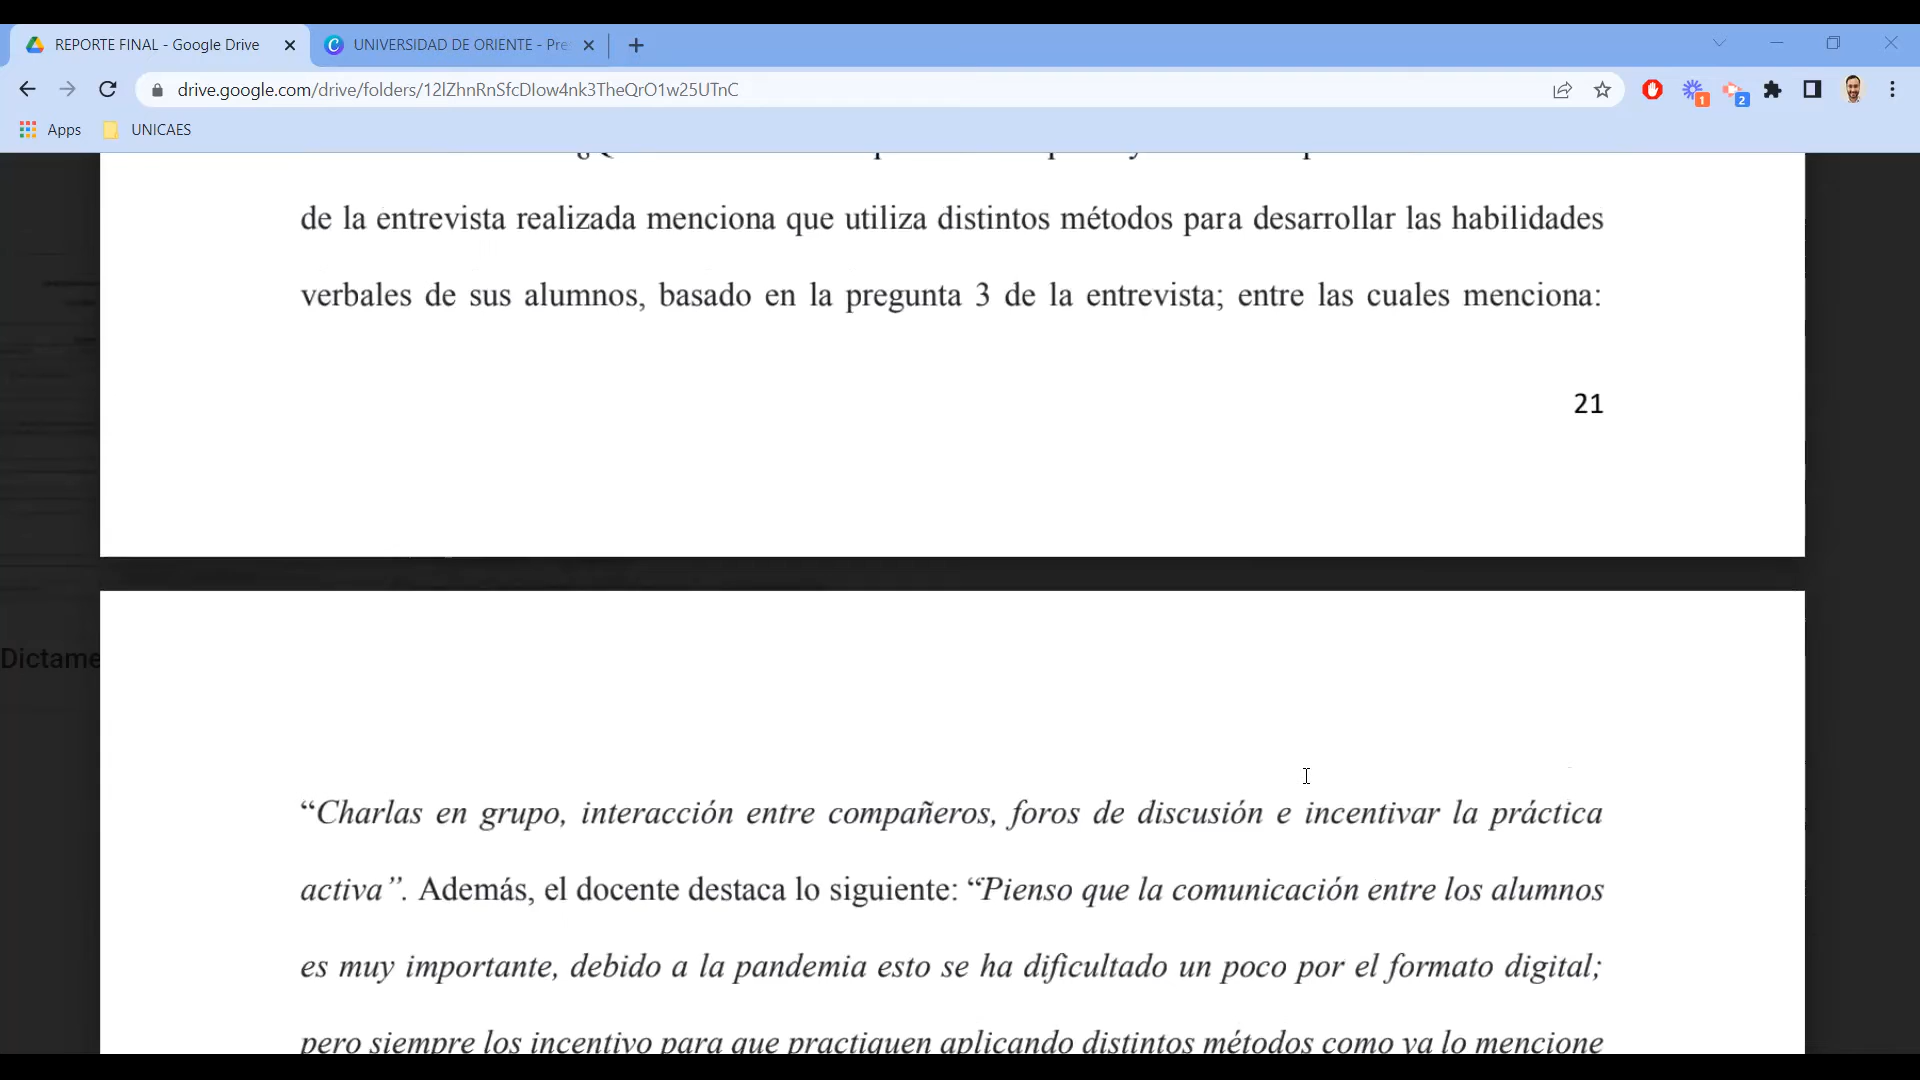 REPORTE FINAL - Google Drive
UNIVERSIDAD DE ORIENTE - Pre
drive.google.com/drive/folders/12lZhnRnSfcDIow4nk3TheQrO1w25UTnC
1
2
Apps
UNICAES
de la entrevista realizada menciona que utiliza distintos métodos para desarrollar las habilidades
verbales de sus alumnos, basado en la pregunta 3 de la entrevista; entre las cuales menciona:
21
Dictame
“Charlas en grupo, interacción entre compañeros, foros de discusión e incentivar la práctica
activa”. Además, el docente destaca lo siguiente: “Pienso que la comunicación entre los alumnos
es muy importante, debido a la pandemia esto se ha dificultado un poco por el formato digital;
pero siempre los incentivo para que practiquen aplicando distintos métodos como ya lo mencione